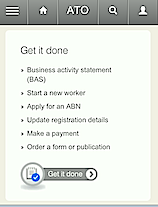 ATO
Get it done
Business activity statement
(BAS)
Start a new worker
Apply for an ABN
Update registration details
Make a payment
Order a form or publication
Get it done